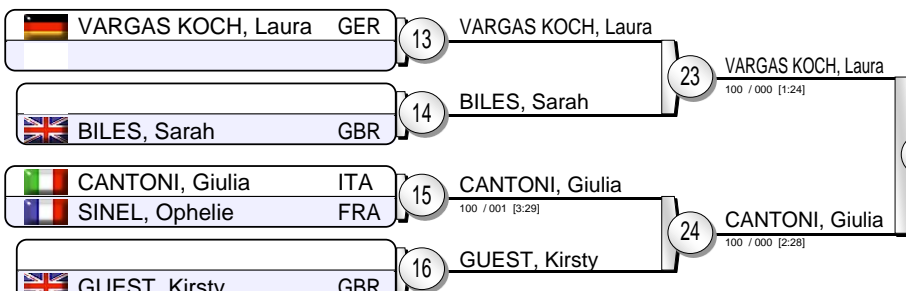 VARGAS KOCH, Laura GER
13
VARGAS KOCH, Laura
23
VARGAS KOCH, Laura
100 / 000 [1:24]
14
BILES, Sarah
BILES, Sarah GBR
CANTONI, Giulia ITA
15
CANTONI, Giulia
100 / 001 [3:29]
SINEL, Ophelie FRA
24
CANTONI, Giulia
100 / 000 [2:28]
16
GUEST, Kirsty
GUEST, Kirsty GBR